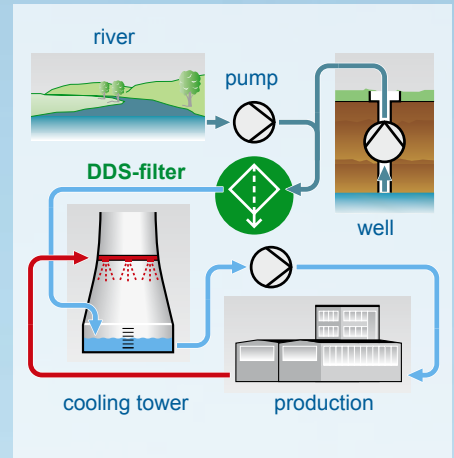 river
pump
DDS-filter
well
cooling tower
production